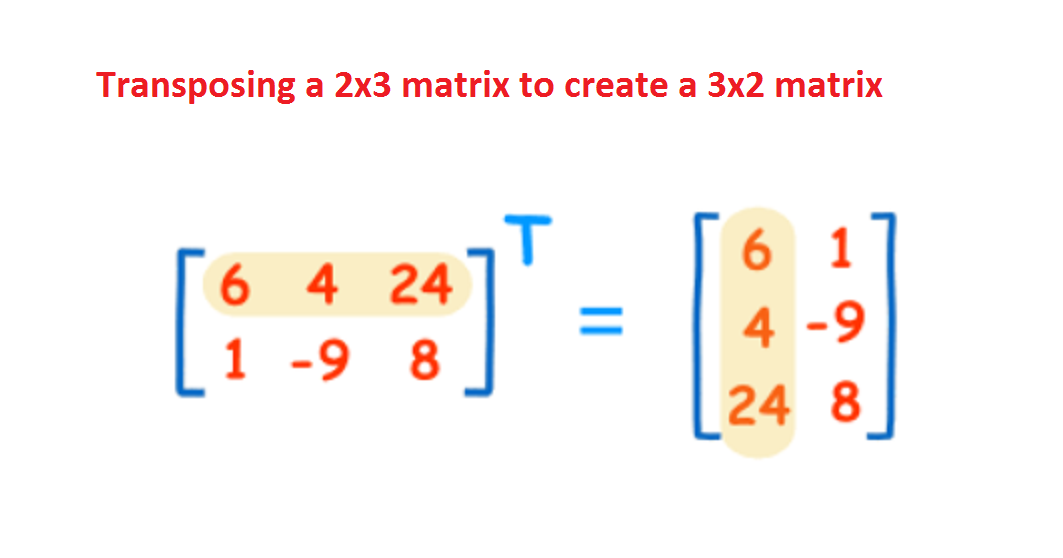 Transposing a 2x3 matrix to create a 3x2 matrix
T
6 4 24
1 -9 8
=
6 1
4 -9
24 8